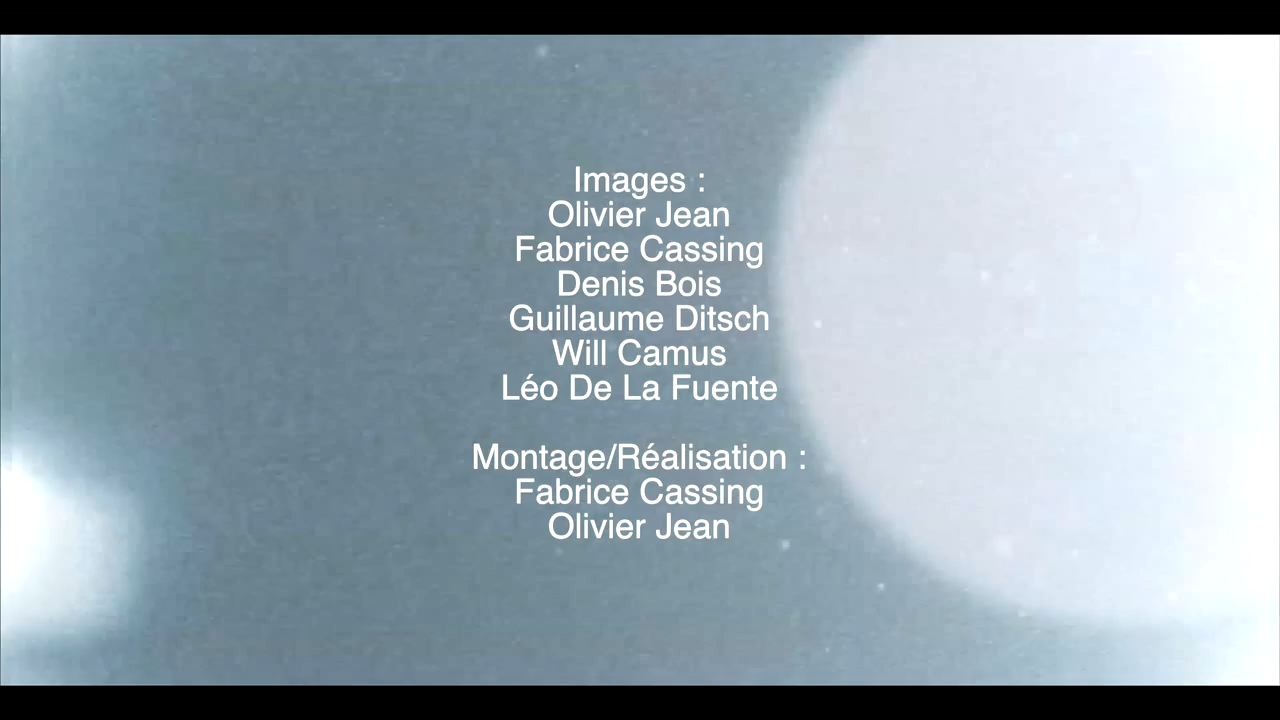 Images :
Olivier Jean
Fabrice Cassing
Denis Bois
Guillaume Ditsch
Will Camus
Léo De La Fuente
Montage/Réalisation :
Fabrice Cassing
Olivier Jean